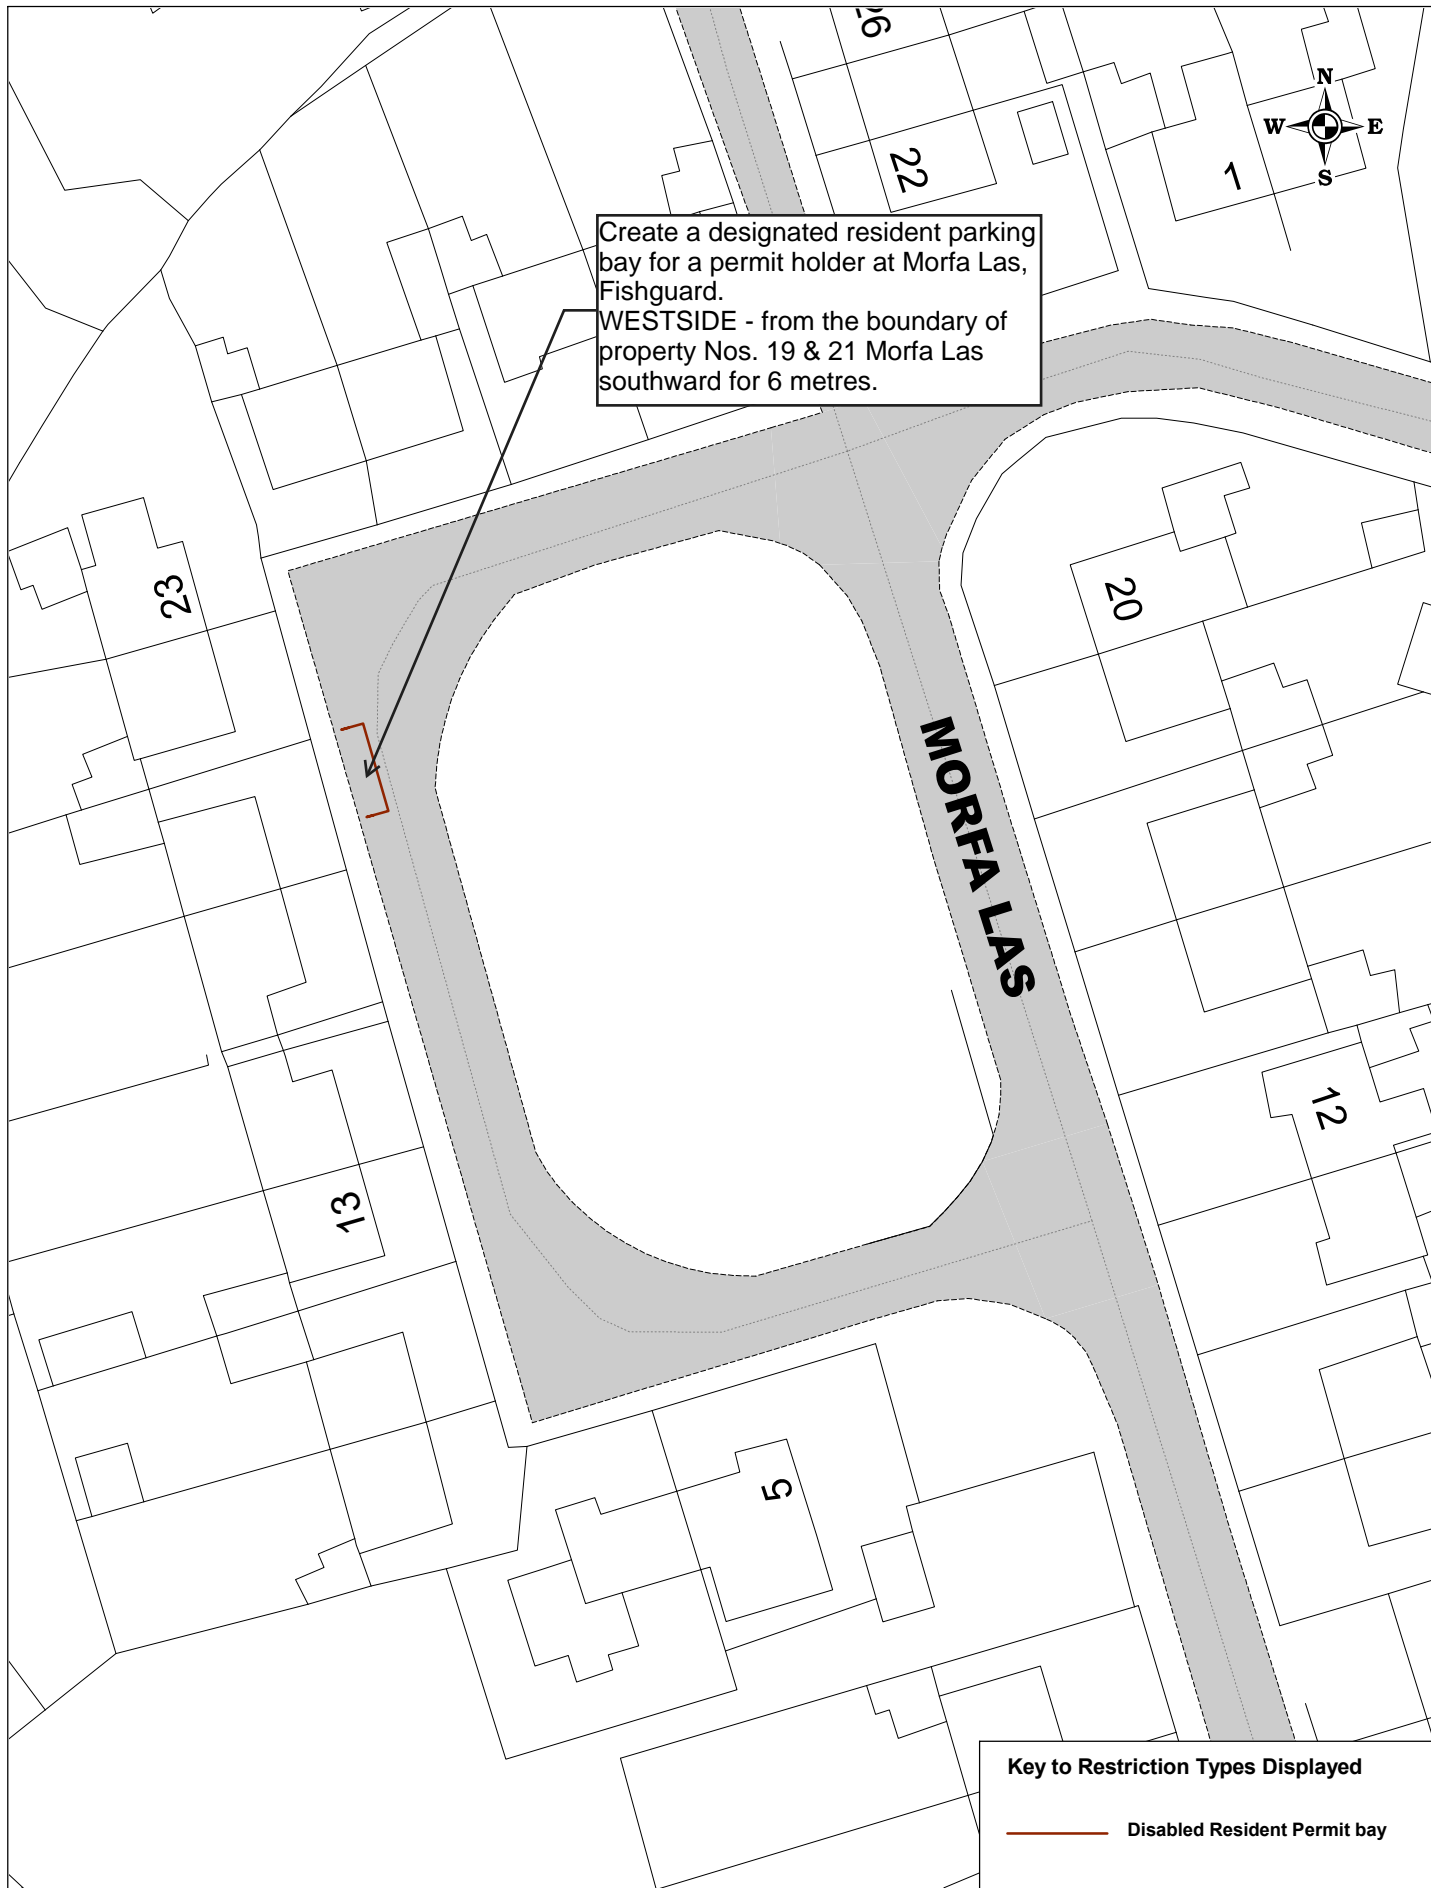 26
N
W E
S
22
1
Create a designated resident parking
bay for a permit holder at Morfa Las,
Fishguard.
WESTSIDE - from the boundary of
property Nos. 19 & 21 Morfa Las
southward for 6 metres.
23
20
MORFA LAS
12
13
5
Key to Restriction Types Displayed
Disabled Resident Permit bay